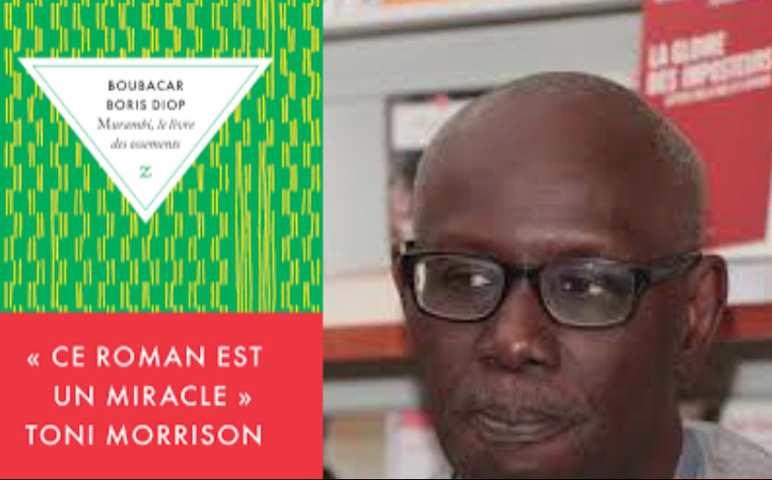 BOUBACAR
BORIS DIOP
Murambi, le livre
des ossements
Z
« CE ROMAN EST
UN MIRACLE »
TONI MORRISON
LA GLOIRE
DES IMPOSTEURS